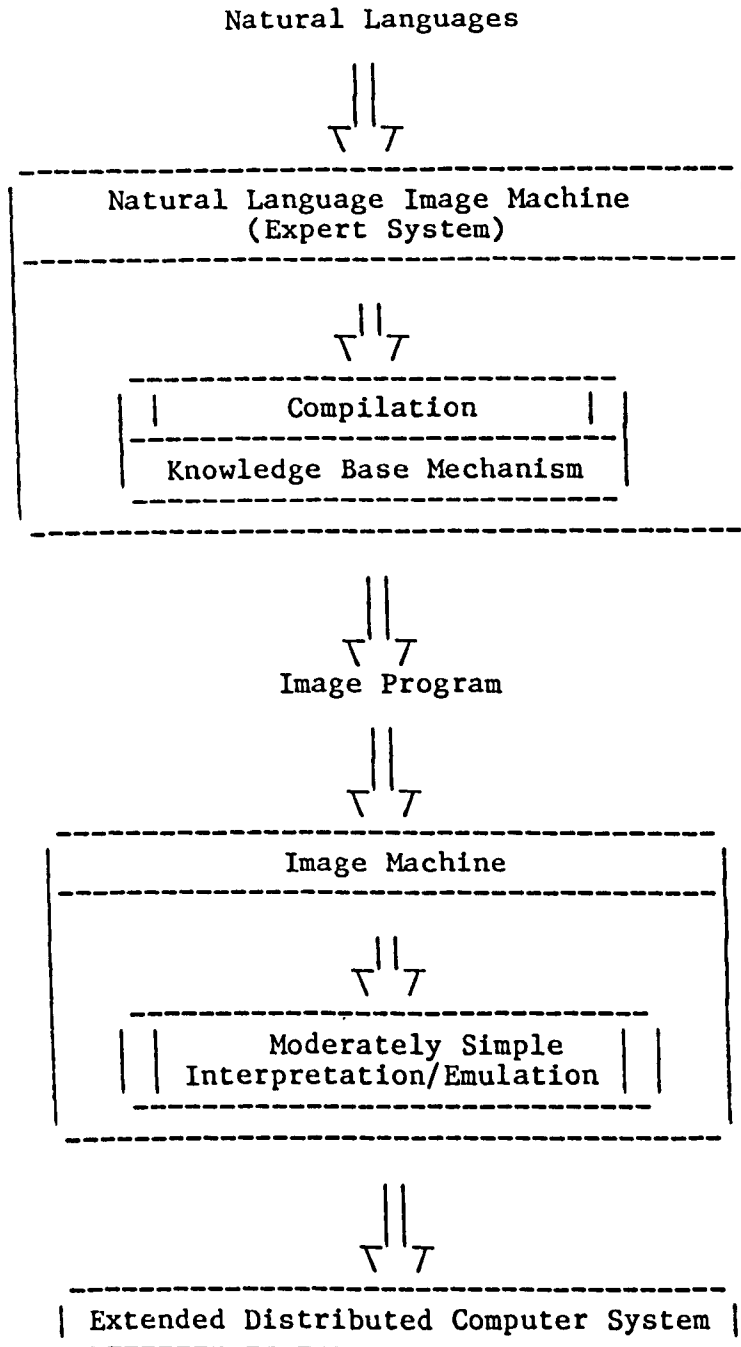 Natural Languages
Natural Language Image Machine
(Expert System)
Compilation
Knowledge Base Mechanism
Image Program
Image Machine
Moderately Simple
Interpretation/Emulation
Extended Distributed Computer System